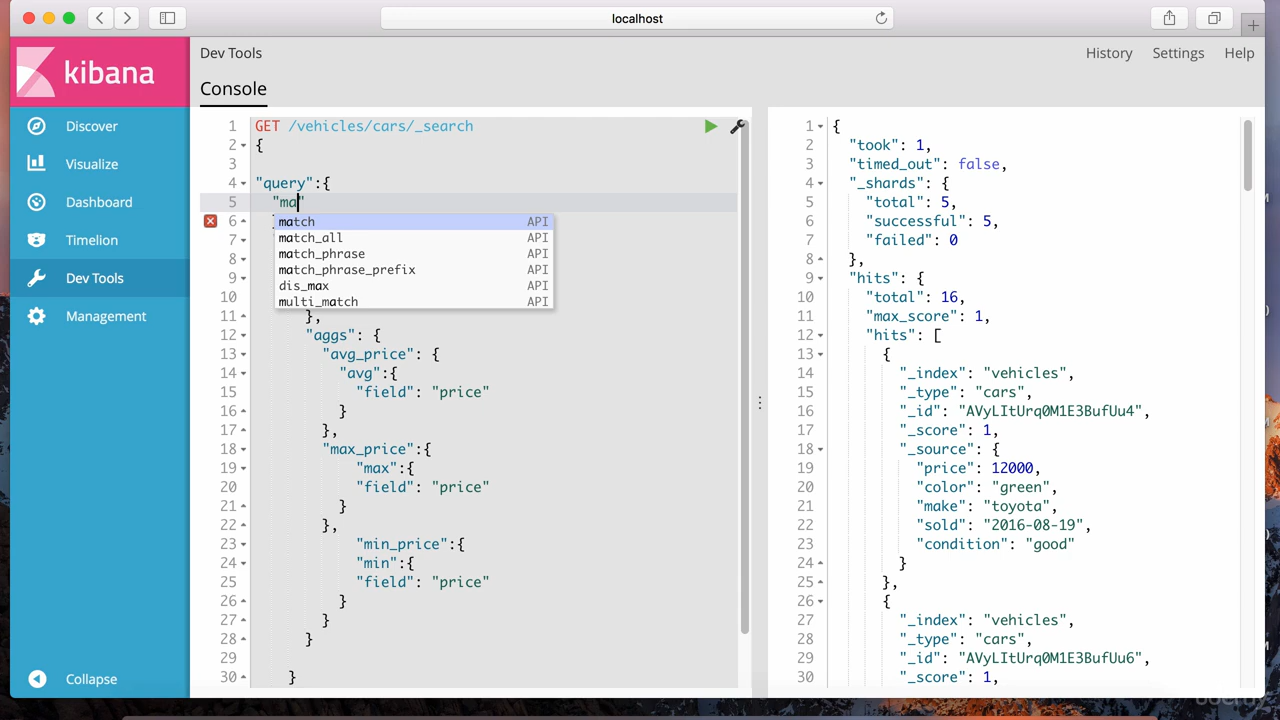 localhost
kibana
Discover
Visualize
Dashboard
Timelion
Dev Tools
Management
Collapse
Dev Tools
History Settings Help
Console
1 GET /vehicles/cars/_search
2 {
3
4 "query":{
5 "ma"
6
7
8
9
10
11 },
12 "aggs": {
13 "avg_price": {
14 "avg":{
15 "field": "price"
16 }
17 },
18 "max_price":{
19 "max":{
20 "field": "price"
21 }
22 },
23 "min_price":{
24 "min":{
25 "field": "price"
26 }
27 }
28 }
29
30 }
match API
match_all API
match_phrase API
match_phrase_prefix API
dis_max API
multi_match API
1 {
2 "took": 1,
3 "timed_out": false,
4 "_shards": {
5 "total": 5,
6 "successful": 5,
7 "failed": 0
8 },
9 "hits": {
10 "total": 16,
11 "max_score": 1,
12 "hits": [
13 {
14 "_index": "vehicles",
15 "_type": "cars",
16 "_id": "AVyLItUrq0M1E3BufUu4",
17 "_score": 1,
18 "_source": {
19 "price": 12000,
20 "color": "green",
21 "make": "toyota",
22 "sold": "2016-08-19",
23 "condition": "good"
24 }
25 },
26 {
27 "_index": "vehicles",
28 "_type": "cars",
29 "_id": "AVyLItUrq0M1E3BufUu6",
30 "_score": 1,